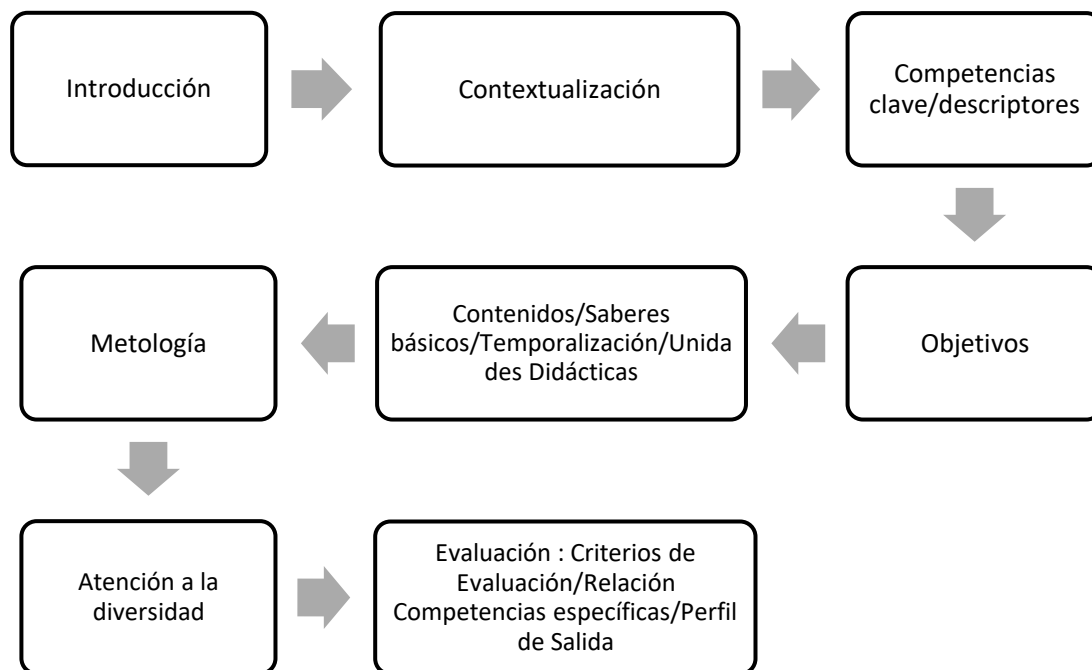 Introducción
Contextualización
Competencias
clave/descriptores
Objetivos
Contenidos/Saberes
básicos/Temporalización/Unida
des Didácticas
Metología
Atención a la
diversidad
Evaluación : Criterios de
Evaluación/Relación
Competencias específicas/Perfil
de Salida